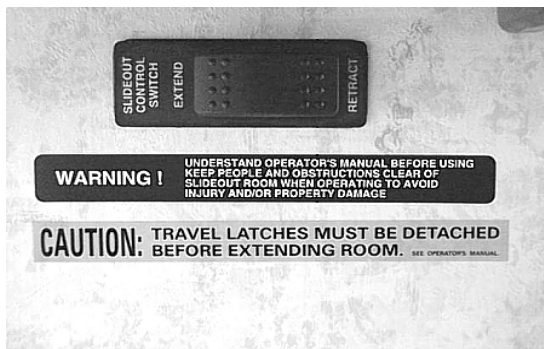 SLIDEOUT
CONTROL
SWITCH
EXTEND
RETRACT
WARNING !
UNDERSTAND OPERATOR'S MANUAL BEFORE USING
KEEP PEOPLE AND OBSTRUCTIONS CLEAR OF
SLIDEOUT ROOM WHEN OPERATING TO AVOID
INJURY AND/OR PROPERTY DAMAGE
CAUTION: TRAVEL LATCHES MUST BE DETACHED
BEFORE EXTENDING ROOM. SEE OPERATOR'S MANUAL.